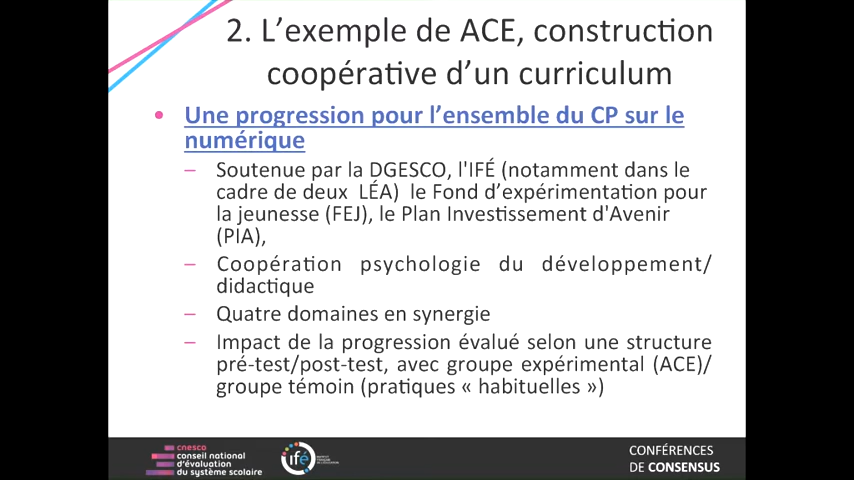 2. L’exemple de ACE, construction
coopérative d’un curriculum
• Une progression pour l’ensemble du CP sur le
numérique
– Soutenue par la DGESCO, l'IFÉ (notamment dans le
cadre de deux LÉA) le Fond d’expérimentation pour
la jeunesse (FEJ), le Plan Investissement d'Avenir
(PIA),
– Coopération psychologie du développement/
didactique
– Quatre domaines en synergie
– Impact de la progression évalué selon une structure
pré-test/post-test, avec groupe expérimental (ACE)/
groupe témoin (pratiques « habituelles »)
cnesco
conseil national
d'évaluation
du système scolaire
ifé
CONFÉRENCES
DE CONSENSUS